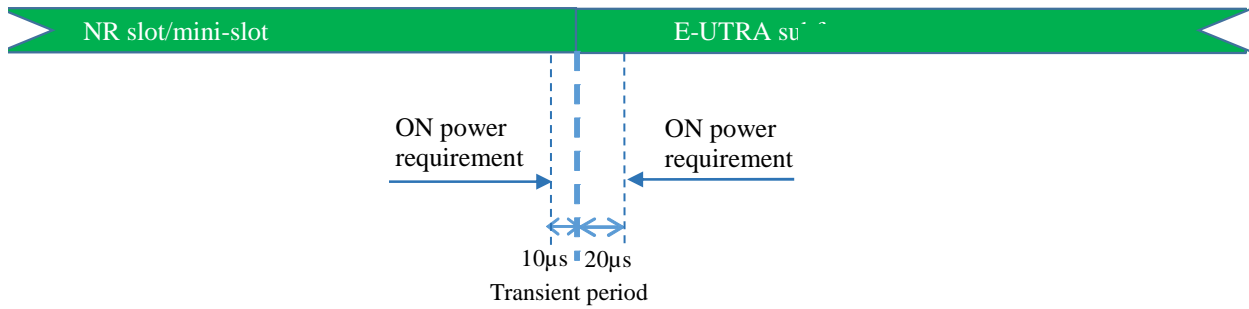 NR slot/mini-slot
E-UTRA
ON power
requirement
ON power
requirement
10µs 20µs
Transient period